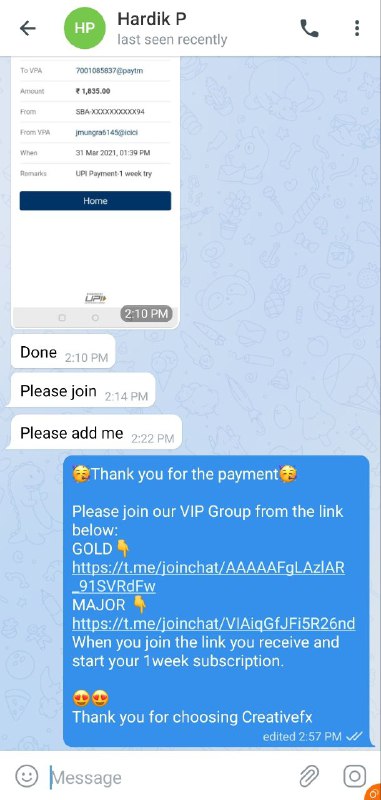 HP
Hardik P
last seen recently
To VPA 7001085837@paytm
Amount ₹ 1,835.00
From SBA-XXXXXXXXXX94
From VPA jmungra6145@icici
When 31 Mar 2021, 01:39 PM
Remarks UPI Payment-1 week try
Home
UPI
2:10 PM
Done 2:10 PM
Please join 2:14 PM
Please add me 2:22 PM
🥳Thank you for the payment🥳
Please join our VIP Group from the link
below:
GOLD👇
https://t.me/joinchat/AAAAAFgLAzlAR
_91SVRdFw
MAJOR 👇
https://t.me/joinchat/VIAiqGfJFi5R26nd
When you join the link you receive and
start your 1week subscription.
😍😍
Thank you for choosing Creativefx
edited 2:57 PM
Message